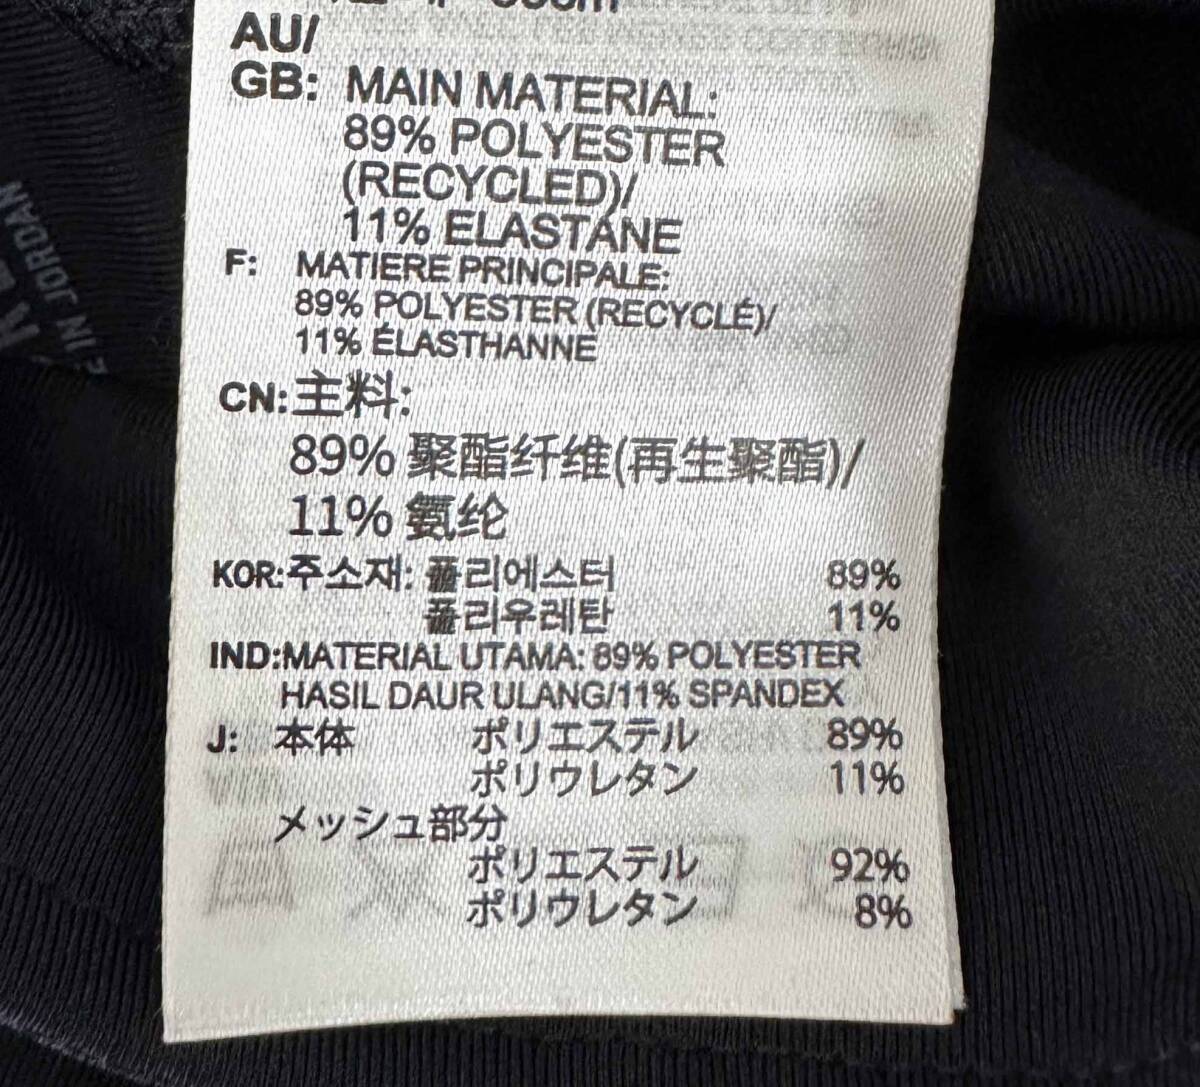 AU/
GB: MAIN MATERIAL:
89% POLYESTER
(RECYCLED)/
11% ELASTANE
F: MATIERE PRINCIPALE:
89% POLYESTER (RECYCLÉ)/
11% ÉLASTHANNE
CN:主料:
89% 聚酯纤维(再生聚酯)/
11% 氨纶
KOR:주소재: 폴리에스터 89%
폴리우레탄 11%
IND:MATERIAL UTAMA: 89% POLYESTER
HASIL DAUR ULANG/11% SPANDEX
J: 本体 ポリエステル 89%
ポリウレタン 11%
メッシュ部分
ポリエステル 92%
ポリウレタン 8%
IN JORDAN